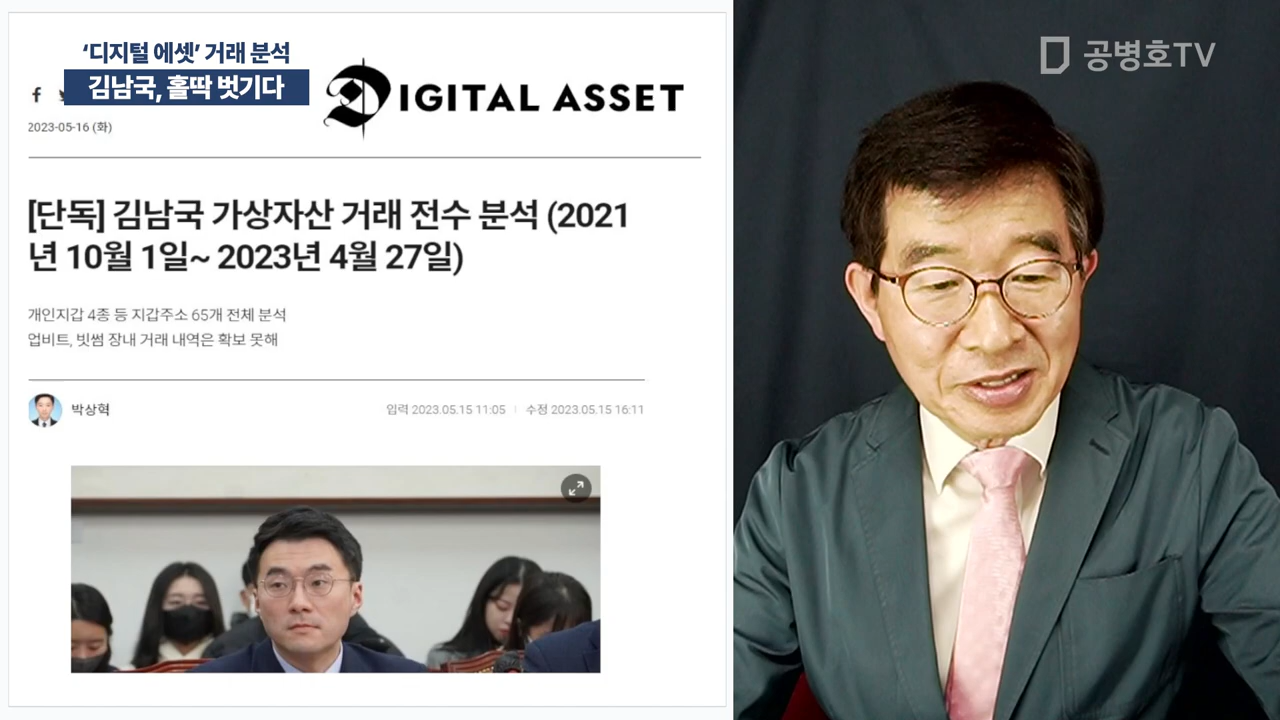 ‘디지털 에셋’ 거래 분석
김남국, 홀딱 벗기다
DIGITAL ASSET
2023-05-16 (화)
[단독] 김남국 가상자산 거래 전수 분석 (2021
년 10월 1일~ 2023년 4월 27일)
개인지갑 4종 등 지갑주소 65개 전체 분석
업비트, 빗썸 장내 거래 내역은 확보 못해
박상혁
입력 2023.05.15 11:05 | 수정 2023.05.15 16:11
공병호TV